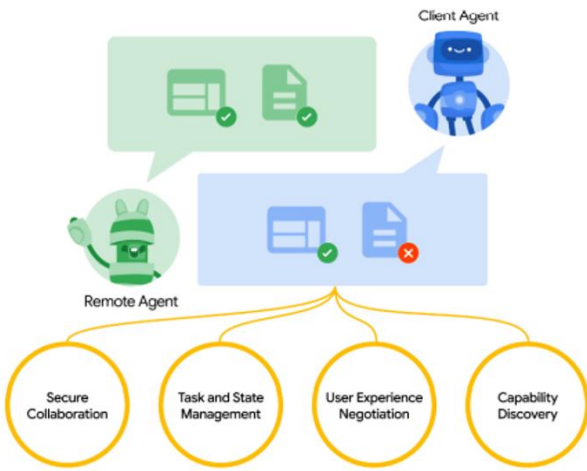 Client Agent
Remote Agent
Secure
Collaboration
Task and State
Management
User Experience
Negotiation
Capability
Discovery